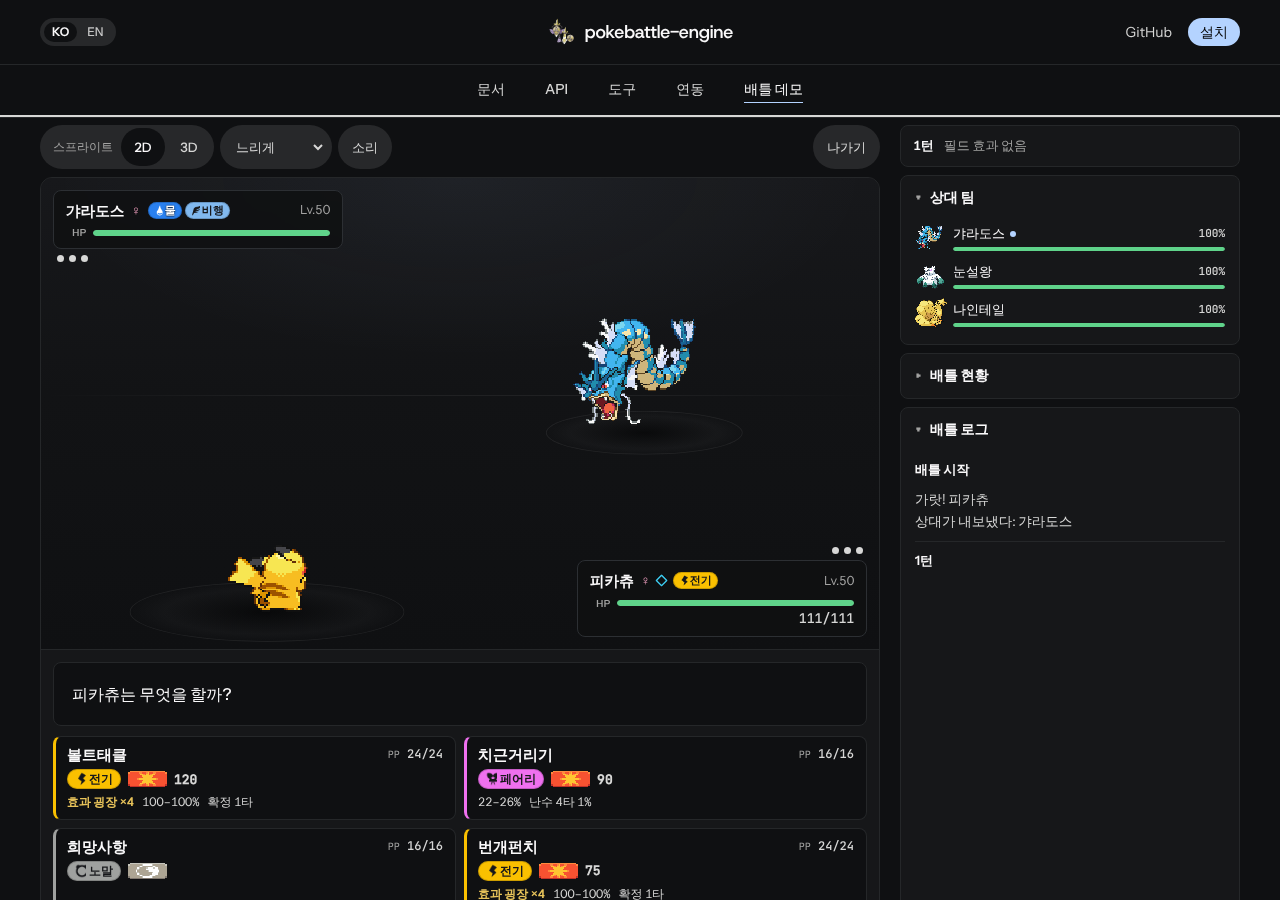 KO EN
pokebattle-engine
GitHub 설치
문서 API 도구 연동 배틀 데모
스프라이트 2D 3D 느리게 소리 나가기
갸라도스 ♀ 물 비행 Lv.50
HP
피카츄 ♀ 전기 Lv.50
HP
111/111
피카츄는 무엇을 할까?
볼트태클 PP 24/24
전기 120
효과 굉장 ×4 100–100% 확정 1타
치근거리기 PP 16/16
페어리 90
22–26% 난수 4타 1%
희망사항 PP 16/16
노말
번개펀치 PP 24/24
전기 75
효과 굉장 ×4 100–100% 확정 1타
1턴 필드 효과 없음
상대 팀
갸라도스 100%
눈설왕 100%
나인테일 100%
배틀 현황
배틀 로그
배틀 시작
가랏! 피카츄
상대가 내보냈다: 갸라도스
1턴